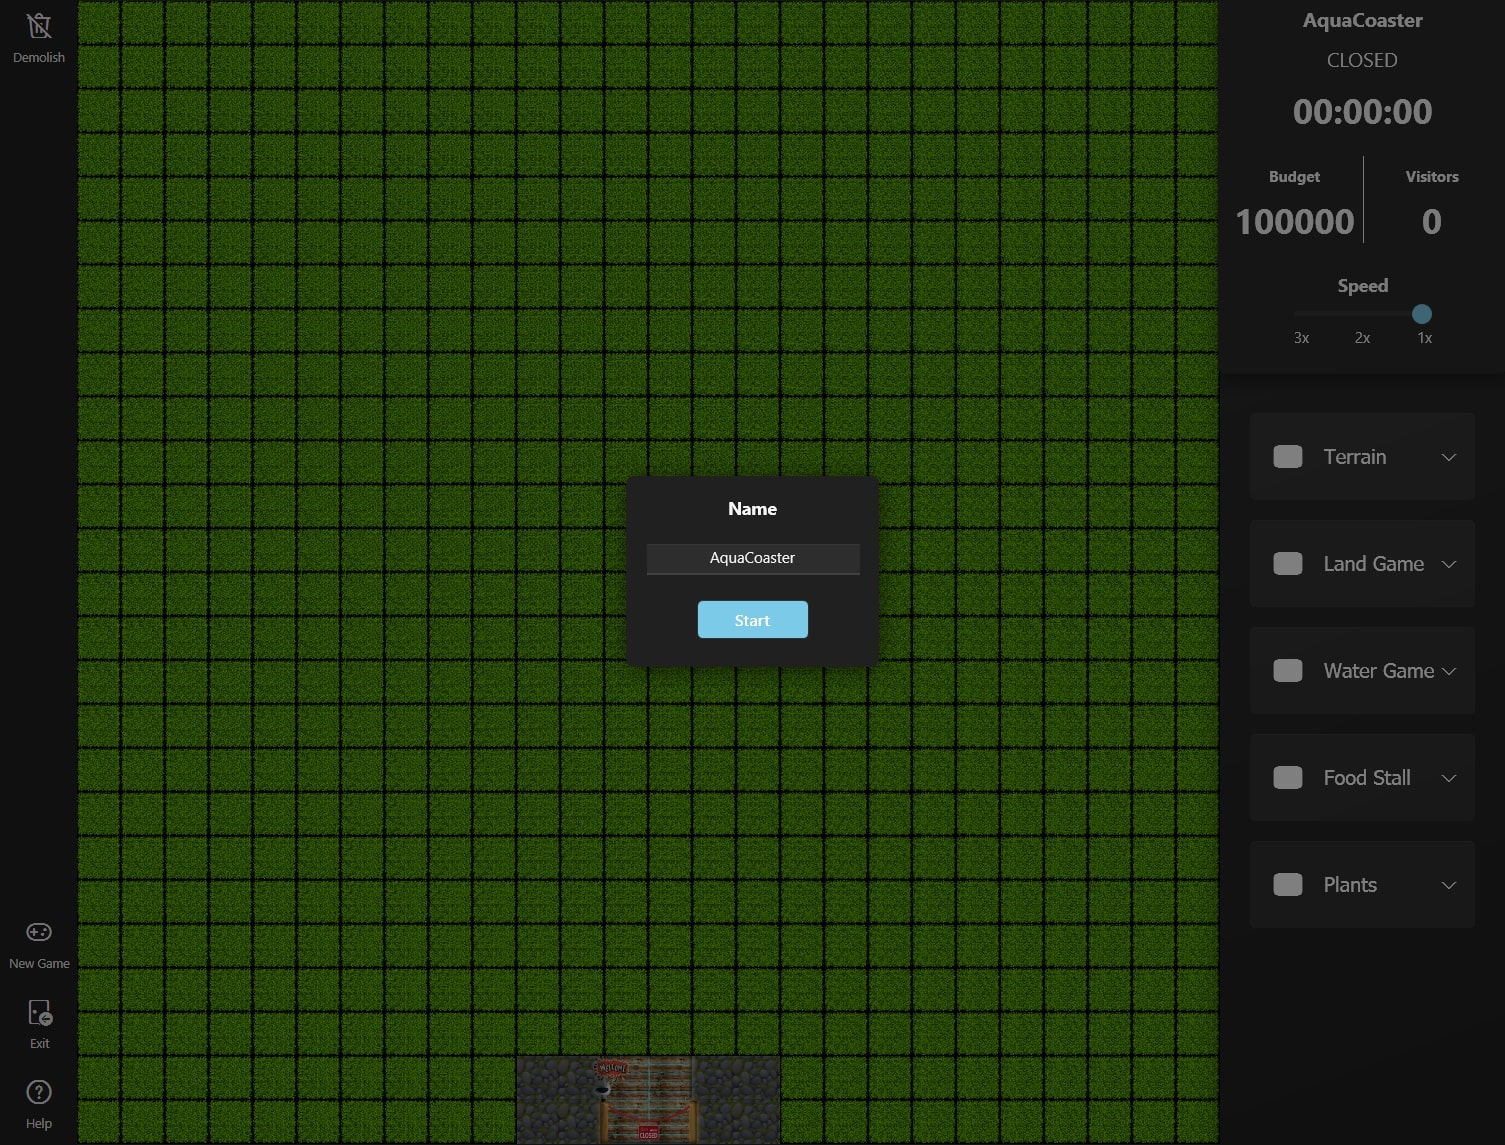 Demolish
New Game
Exit
Help
WELCOME
CLOSED
Name
AquaCoaster
Start
AquaCoaster
CLOSED
00:00:00
Budget
Visitors
100000
0
Speed
3x 2x 1x
Terrain
Land Game
Water Game
Food Stall
Plants